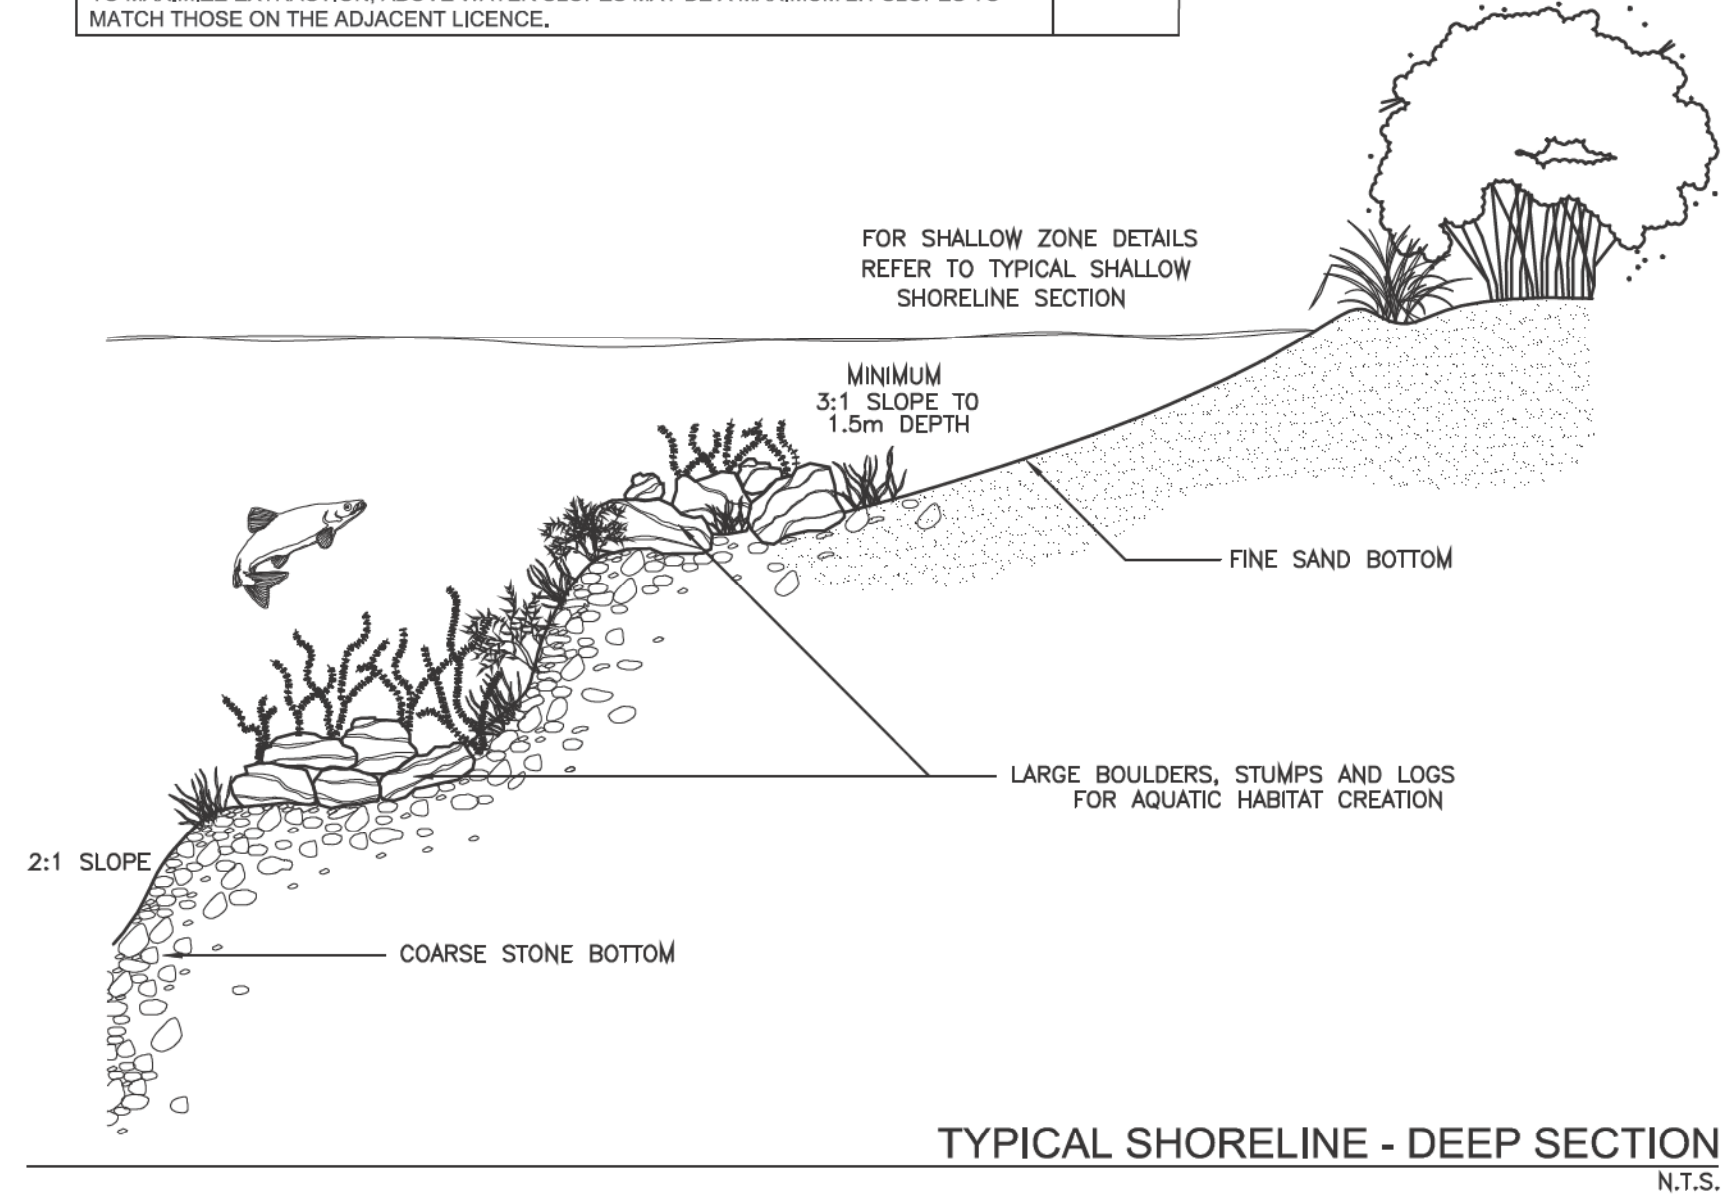 MATCH THOSE ON THE ADJACENT LICENCE.
FOR SHALLOW ZONE DETAILS
REFER TO TYPICAL SHALLOW
SHORELINE SECTION
MINIMUM
3:1 SLOPE TO
1.5m DEPTH
FINE SAND BOTTOM
LARGE BOULDERS, STUMPS AND LOGS
FOR AQUATIC HABITAT CREATION
2:1 SLOPE
COARSE STONE BOTTOM
TYPICAL SHORELINE - DEEP SECTION
N.T.S.